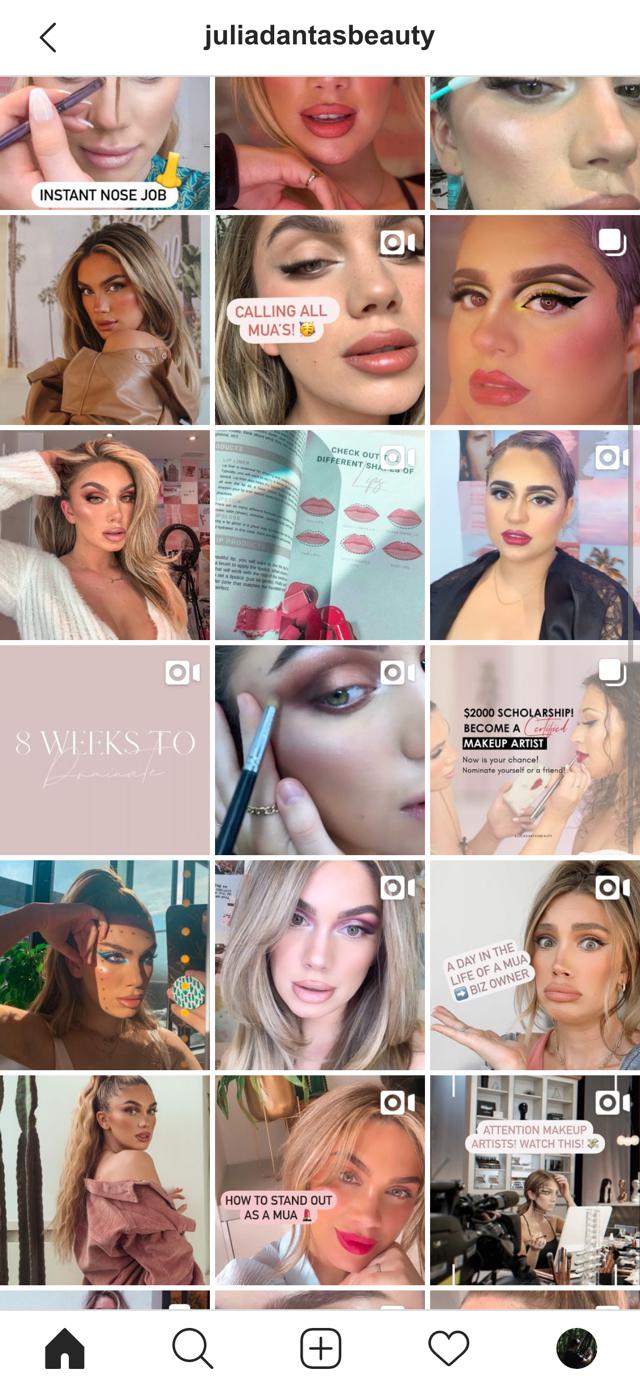 juliadantasbeauty
INSTANT NOSE JOB
CALLING ALL
MUA'S!
CHECK OUT
DIFFERENT SHAPES OF
Lips
LIP LINER
8 WEEKS TO
Dominate
$2000 SCHOLARSHIP!
BECOME A Certified
MAKEUP ARTIST
Now is your chance!
Nominate yourself or a friend!
A DAY IN THE
LIFE OF A MUA
BIZ OWNER
HOW TO STAND OUT
AS A MUA
ATTENTION MAKEUP
ARTISTS! WATCH THIS!